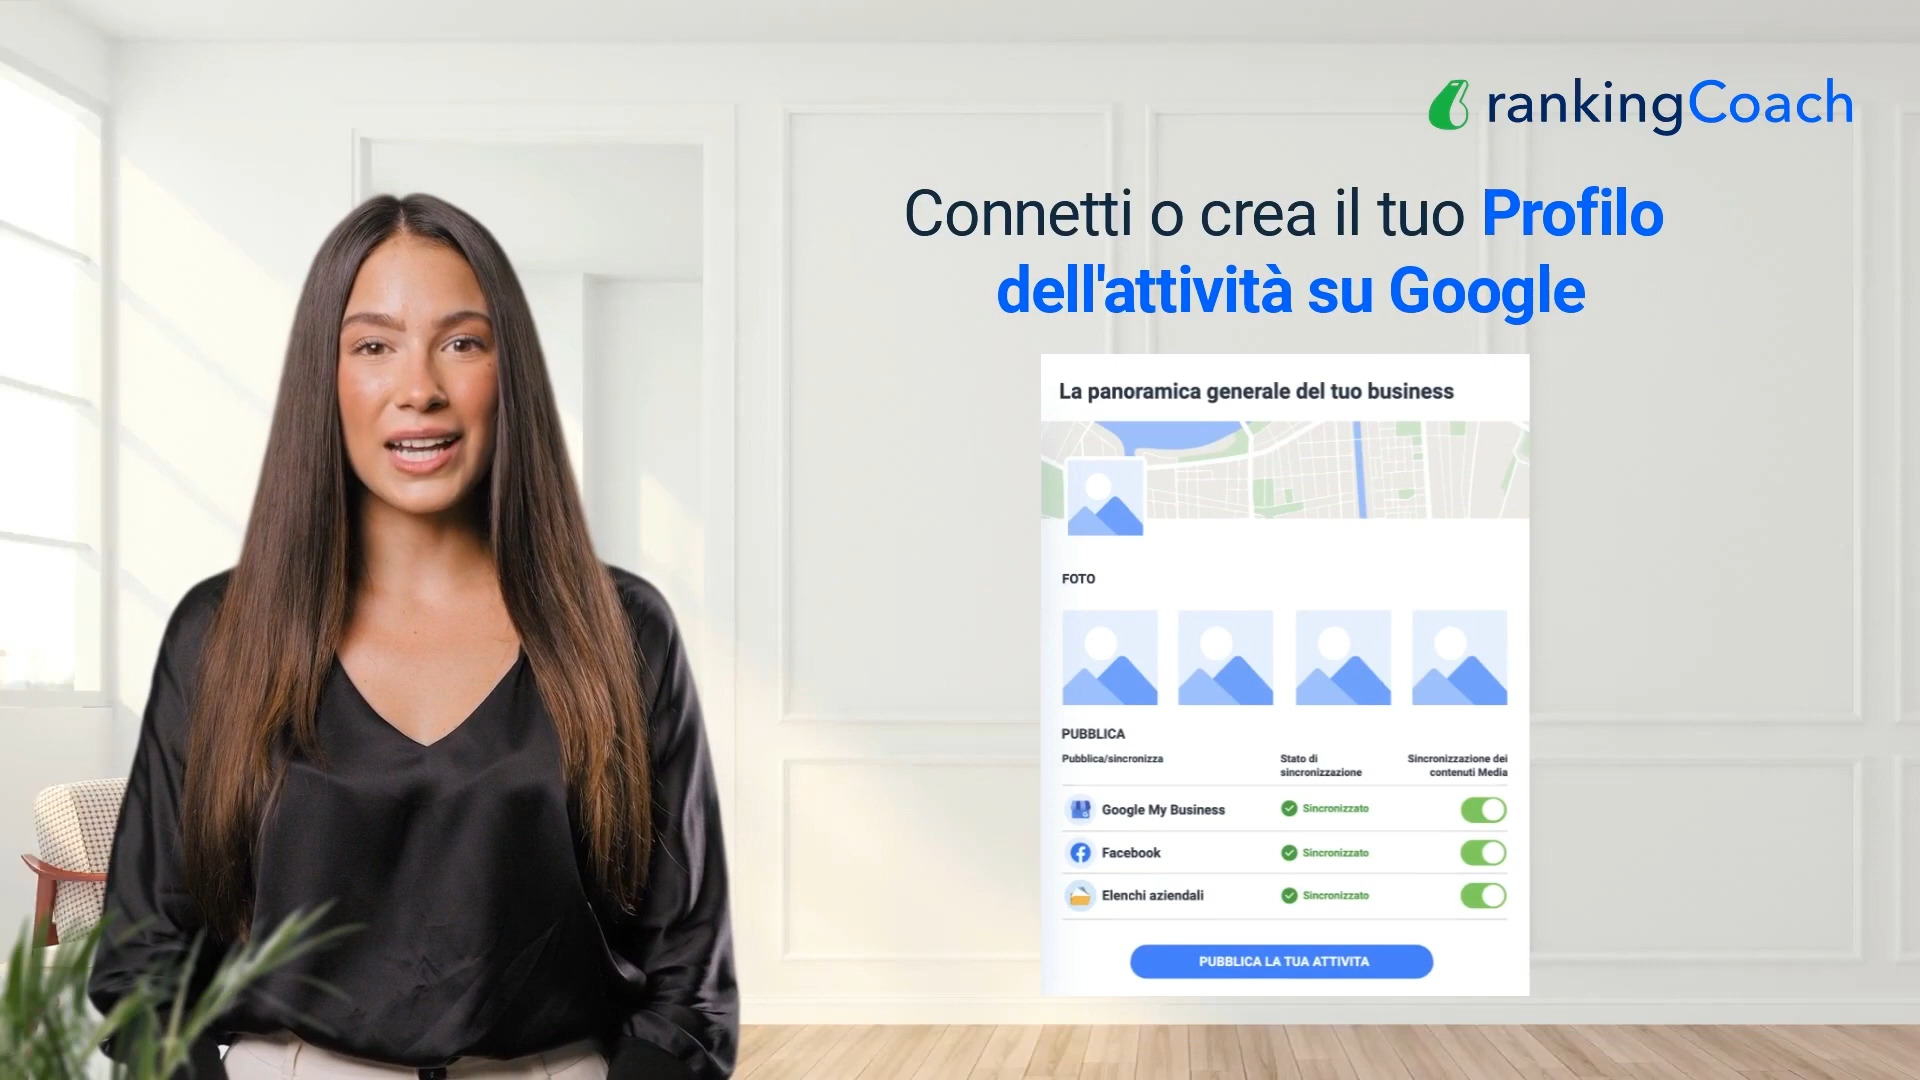 rankingCoach
Connetti o crea il tuo Profilo
dell'attività su Google
La panoramica generale del tuo business
FOTO
PUBBLICA
Pubblica/sincronizza
Stato di
sincronizzazione
Sincronizzazione dei
contenuti Media
Google My Business
Sincronizzato
Facebook
Sincronizzato
Elenchi aziendali
Sincronizzato
PUBBLICA LA TUA ATTIVITA